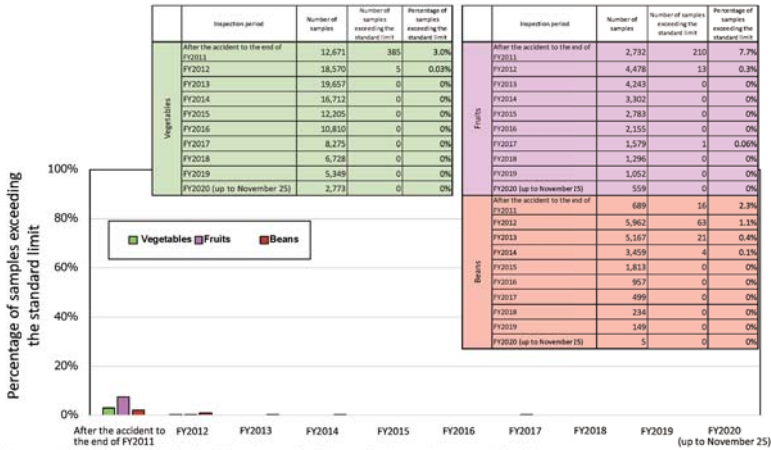 Inspection period Number of samples Number of samples exceeding the standard limit Percentage of samples exceeding the standard limit
Vegetables
After the accident to the end of FY2011 12,671 385 3.0%
FY2012 18,570 5 0.03%
FY2013 19,657 0 0%
FY2014 16,712 0 0%
FY2015 12,205 0 0%
FY2016 10,810 0 0%
FY2017 8,275 0 0%
FY2018 6,728 0 0%
FY2019 5,349 0 0%
FY2020 (up to November 25) 2,773 0 0%
Inspection period Number of samples Number of samples exceeding the standard limit Percentage of samples exceeding the standard limit
Fruits
After the accident to the end of FY2011 2,732 210 7.7%
FY2012 4,478 13 0.3%
FY2013 4,243 0 0%
FY2014 3,302 0 0%
FY2015 2,783 0 0%
FY2016 2,155 0 0%
FY2017 1,579 1 0.06%
FY2018 1,296 0 0%
FY2019 1,052 0 0%
FY2020 (up to November 25) 559 0 0%
Beans
After the accident to the end of FY2011 689 16 2.3%
FY2012 5,962 63 1.1%
FY2013 5,167 21 0.4%
FY2014 3,459 4 0.1%
FY2015 1,813 0 0%
FY2016 957 0 0%
FY2017 499 0 0%
FY2018 234 0 0%
FY2019 149 0 0%
FY2020 (up to November 25) 5 0 0%
Percentage of samples exceeding
the standard limit
100%
80%
60%
40%
20%
0%
Vegetables Fruits Beans
After the accident to
the end of FY2011
FY2012 FY2013 FY2014 FY2015 FY2016 FY2017 FY2018 FY2019 FY2020
(up to November 25)